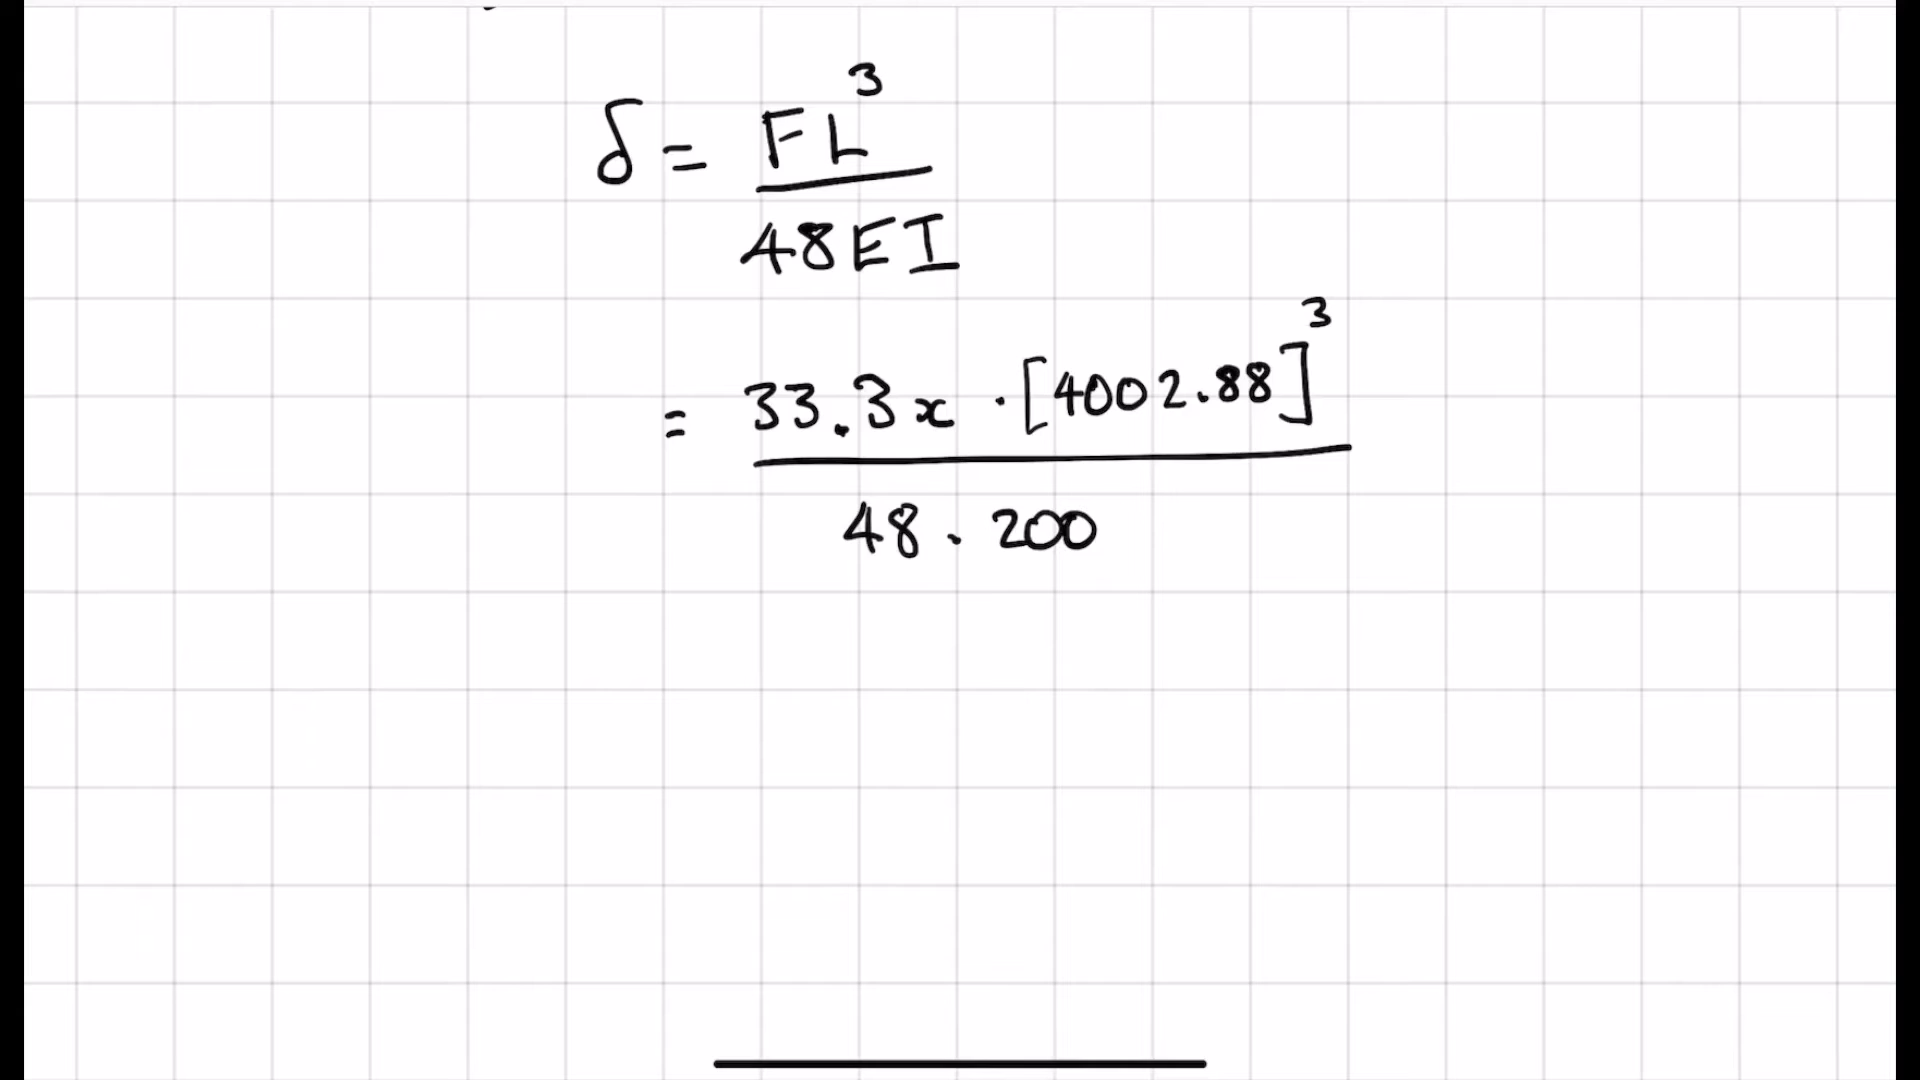 δ = FL³
48EI
= 33.3x · [4002.88]³
48 . 200